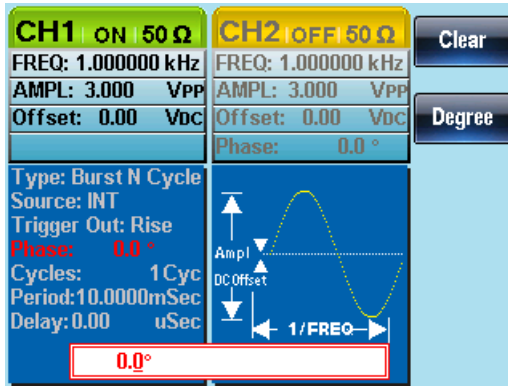 CH1 ON 50 Ω
FREQ: 1.000000 kHz
AMPL: 3.000 VPP
Offset: 0.00 VDC
CH2 OFF 50 Ω
FREQ: 1.000000 kHz
AMPL: 3.000 VPP
Offset: 0.00 VDC
Phase: 0.0 °
Clear
Degree
Type: Burst N Cycle
Source: INT
Trigger Out: Rise
Phase: 0.0 °
Cycles: 1 Cyc
Period:10.0000mSec
Delay:0.00 uSec
Ampl
DC Offset
1/FREQ
0.0°